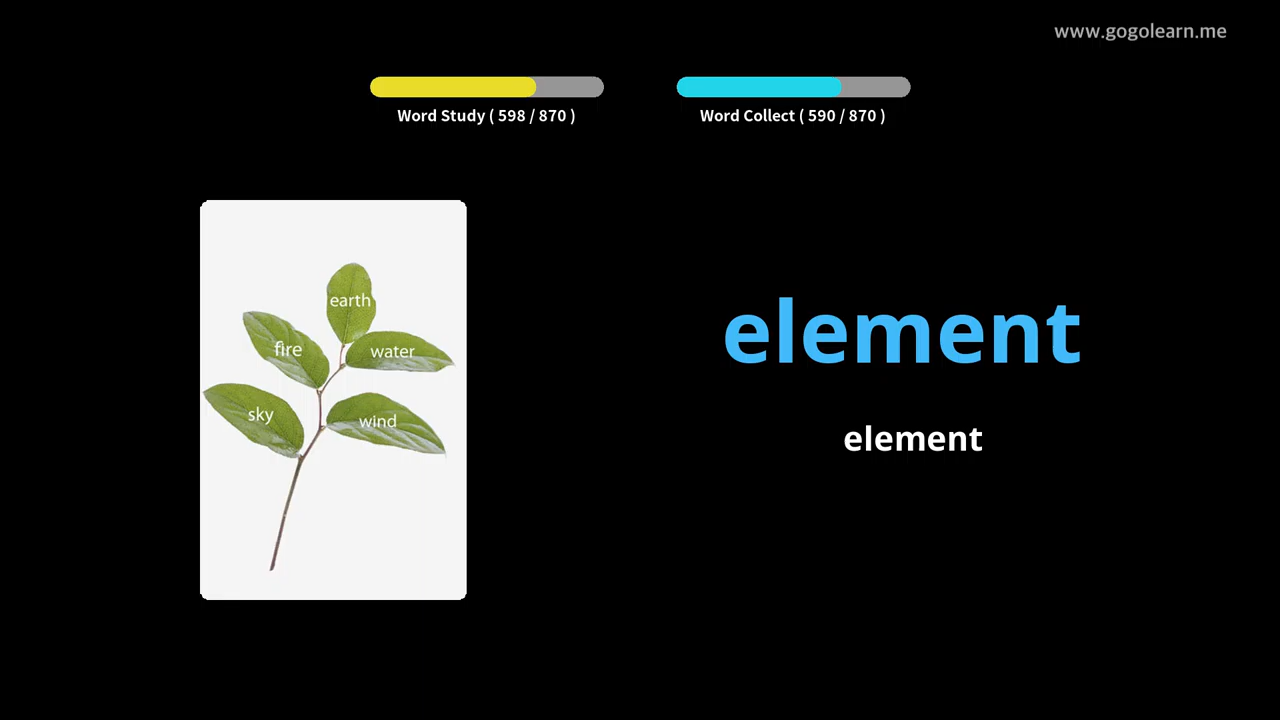 www.gogolearn.me
Word Study ( 598 / 870 )
Word Collect ( 590 / 870 )
earth
fire
water
sky
wind
element
element